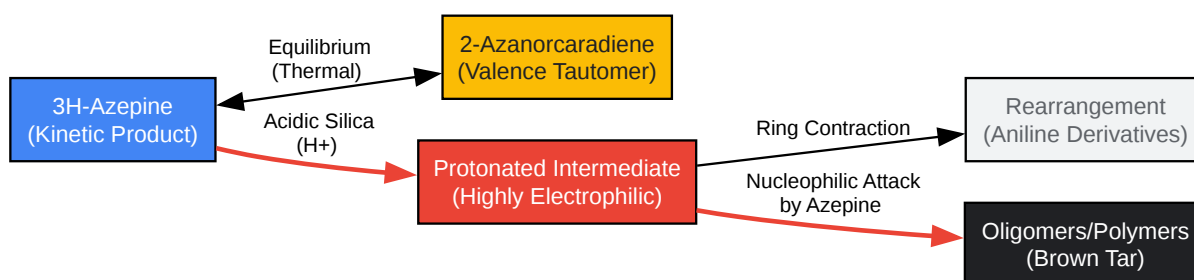 3H-Azepine
(Kinetic Product)
Equilibrium
(Thermal)
2-Azanorcaradiene
(Valence Tautomer)
Acidic Silica
(H+)
Protonated Intermediate
(Highly Electrophilic)
Ring Contraction
Rearrangement
(Aniline Derivatives)
Nucleophilic Attack
by Azepine
Oligomers/Polymers
(Brown Tar)